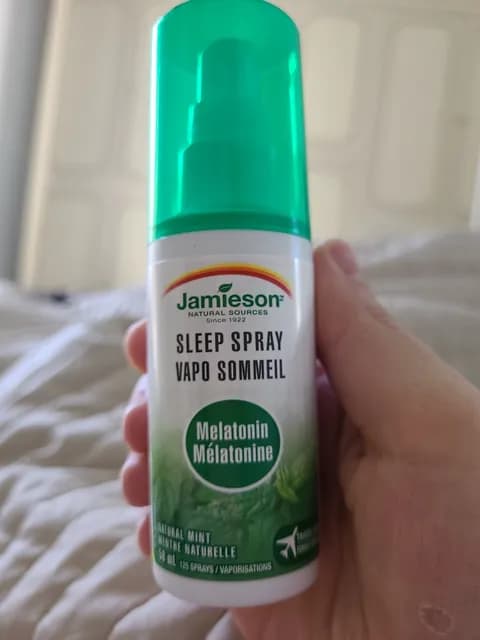 Jamieson
NATURAL SOURCES
Since 1922
SLEEP SPRAY
VAPO SOMMEIL
Melatonin
Mélatonine
NATURAL MINT
MENTHE NATURELLE
58 mL 125 SPRAYS / VAPORISATIONS